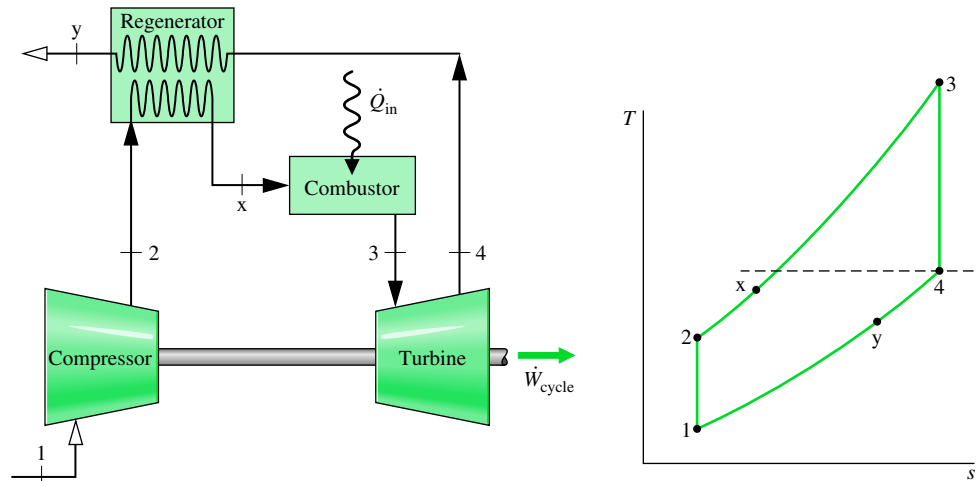 y
Regenerator
Q̇in
Combustor
x
2
3
4
Compressor
Turbine
Ẇcycle
1
T
3
x
4
2
y
1
s